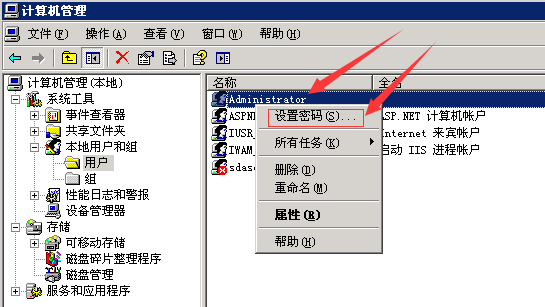 计算机管理
文件(F) 操作(A) 查看(V) 窗口(W) 帮助(H)
计算机管理(本地)
系统工具
事件查看器
共享文件夹
本地用户和组
用户
组
性能日志和警报
设备管理器
存储
可移动存储
磁盘碎片整理程序
磁盘管理
服务和应用程序
名称 全名
Administrator
ASPN SP.NET 计算机帐户
IUSR_ nternet 来宾帐户
IWAM_ 启动 IIS 进程帐户
sdas
设置密码(S)...
所有任务(K)
删除(D)
重命名(M)
属性(R)
帮助(H)